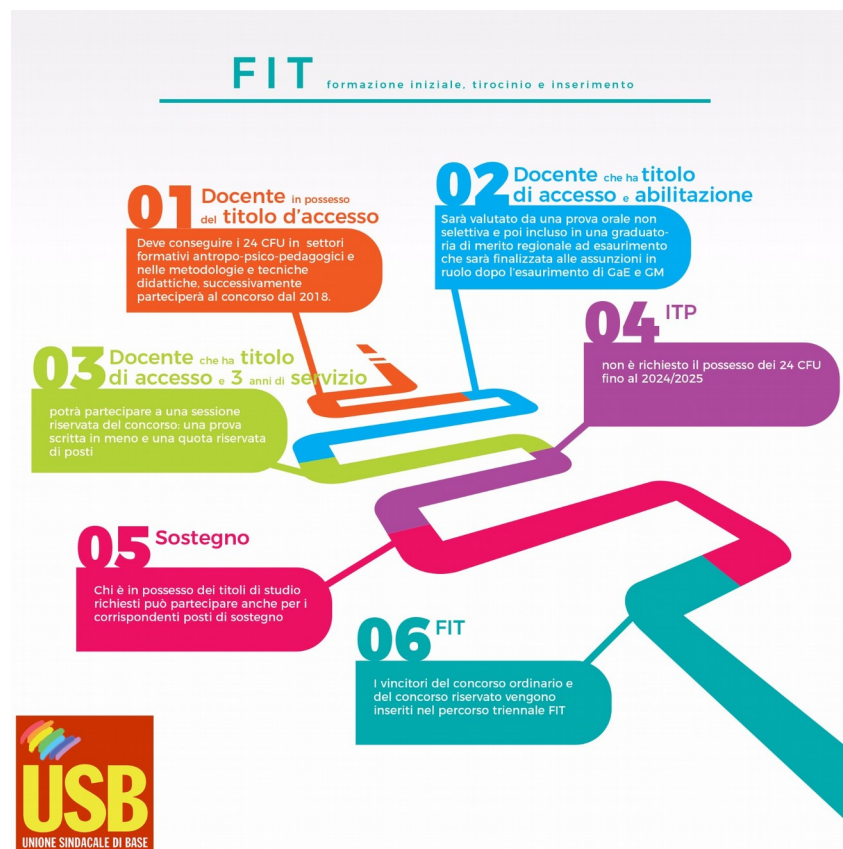 FIT formazione iniziale, tirocinio e inserimento
01 Docente in possesso
del titolo d'accesso
Deve conseguire i 24 CFU in settori
formativi antropo-psico-pedagogici e
nelle metodologie e tecniche
didattiche, successivamente
parteciperà al concorso dal 2018.
02 Docente che ha titolo
di accesso e abilitazione
Sarà valutato da una prova orale non
selettiva e poi incluso in una graduato-
ria di merito regionale ad esaurimento
che sarà finalizzata alle assunzioni in
ruolo dopo l'esaurimento di GaE e GM
03 Docente che ha titolo
di accesso e 3 anni di servizio
potrà partecipare a una sessione
riservata del concorso: una prova
scritta in meno e una quota riservata
di posti
04 ITP
non è richiesto il possesso dei 24 CFU
fino al 2024/2025
05 Sostegno
Chi è in possesso dei titoli di studio
richiesti può partecipare anche per i
corrispondenti posti di sostegno
06 FIT
I vincitori del concorso ordinario e
del concorso riservato vengono
inseriti nel percorso triennale FIT
USB
UNIONE SINDACALE DI BASE